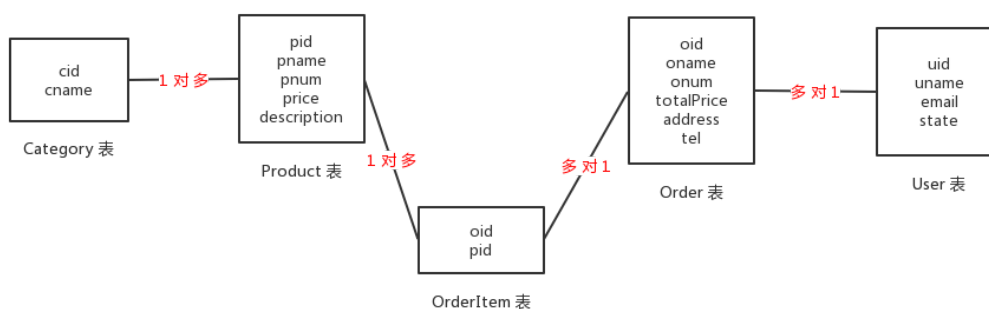 cid
cname
Category 表
1 对 多
pid
pname
pnum
price
description
Product 表
1 对 多
oid
pid
OrderItem 表
多 对 1
oid
oname
onum
totalPrice
address
tel
Order 表
多 对 1
uid
uname
email
state
User 表